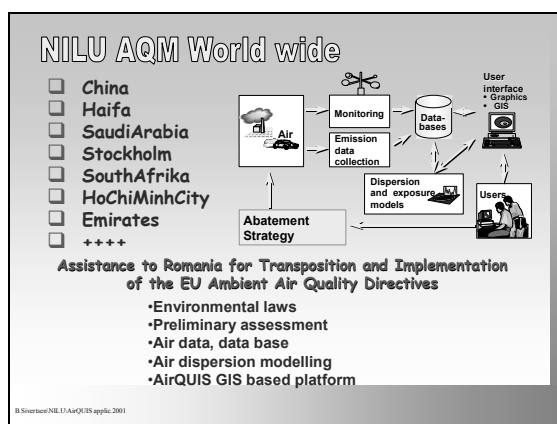 NILU AQM World wide
❑ China
❑ Haifa
❑ SaudiArabia
❑ Stockholm
❑ SouthAfrika
❑ HoChiMinhCity
❑ Emirates
❑ ++++
Air
Monitoring
Emission
data
collection
Data-
bases
User
interface
• Graphics
• GIS
Dispersion
and exposure
models
Users
Abatement
Strategy
Assistance to Romania for Transposition and Implementation
of the EU Ambient Air Quality Directives
•Environmental laws
•Preliminary assessment
•Air data, data base
•Air dispersion modelling
•AirQUIS GIS based platform
B.Sivertsen\NILU\AirQUIS applic.2001